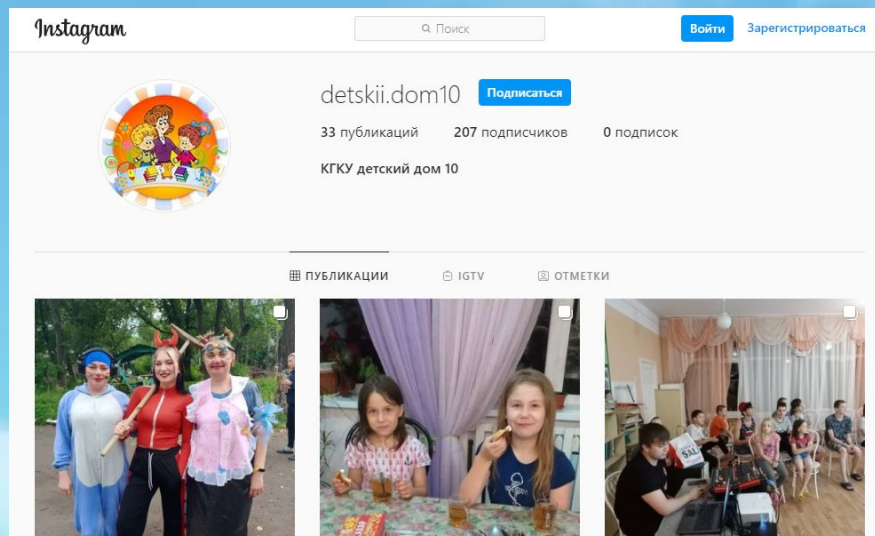 Instagram
Поиск
Войти
Зарегистрироваться
detskii.dom10
Подписаться
33 публикаций 207 подписчиков 0 подписок
КГКУ детский дом 10
ПУБЛИКАЦИИ IGTV ОТМЕТКИ
SALE